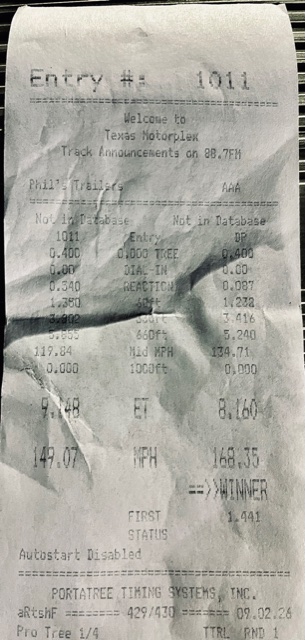 Entry #: 1011
Welcome to
Texas Motorplex
Track Announcements on 88.7FM
Phil's Trailers AAA
Not in Database Not in Database
1011 Entry DP
0.400 0.000 TREE 0.400
0.00 DIAL IN 0.00
0.340 REACTION 0.087
1.350 60ft 1.238
3.416
660ft 5.240
119.84 Mid MPH 134.71
0.000 1000ft 0.000
9.148 ET 8.160
149.07 MPH 168.35
==>>WINNER
FIRST 1.441
STATUS
Autostart Disabled
PORTATREE TIMING SYSTEMS, INC.
aRtshF ======== 429/430 ====== 09.02.26
Pro Tree 1/4 TTRL RND 1